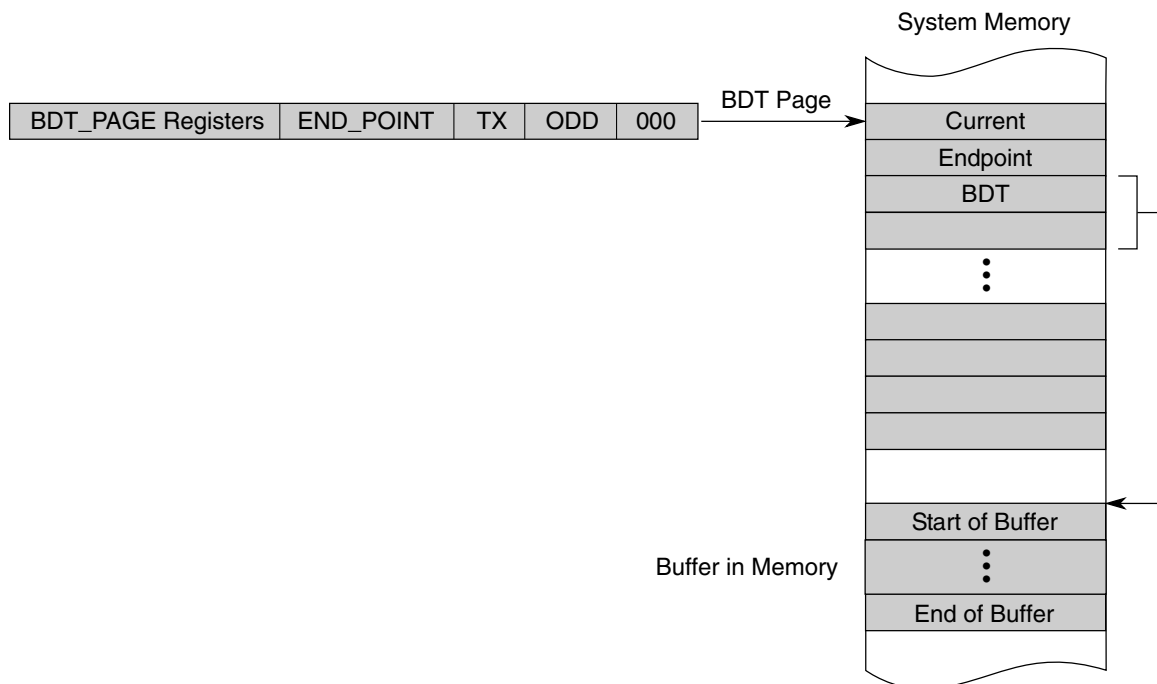 System Memory
BDT_PAGE Registers END_POINT TX ODD 000
BDT Page
Current
Endpoint
BDT
Start of Buffer
Buffer in Memory
End of Buffer